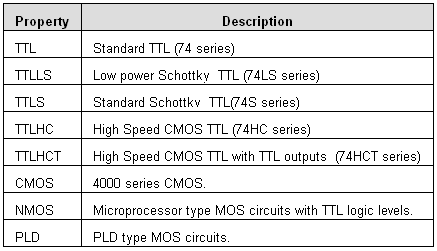 Property Description
TTL Standard TTL (74 series)
TTLLS Low power Schottky TTL (74LS series)
TTLS Standard Schottky TTL(74S series)
TTLHC High Speed CMOS TTL (74HC series)
TTLHCT High Speed CMOS TTL with TTL outputs (74HCT series)
CMOS 4000 series CMOS.
NMOS Microprocessor type MOS circuits with TTL logic levels.
PLD PLD type MOS circuits.